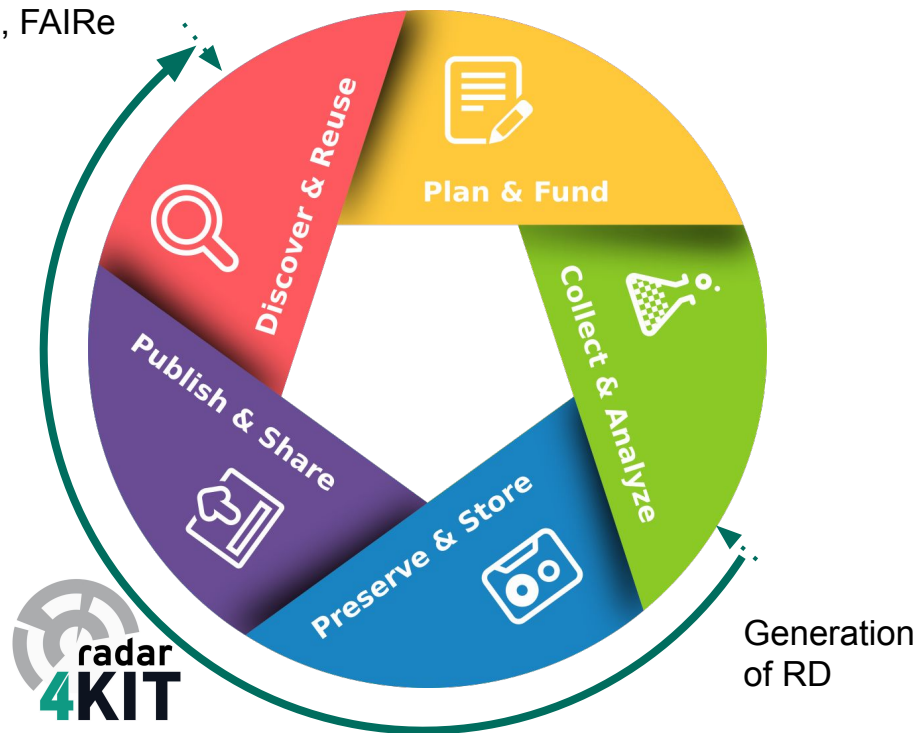 , FAIRe
Plan & Fund
Discover & Reuse
Collect & Analyze
Publish & Share
Preserve & Store
radar
4KIT
Generation
of RD